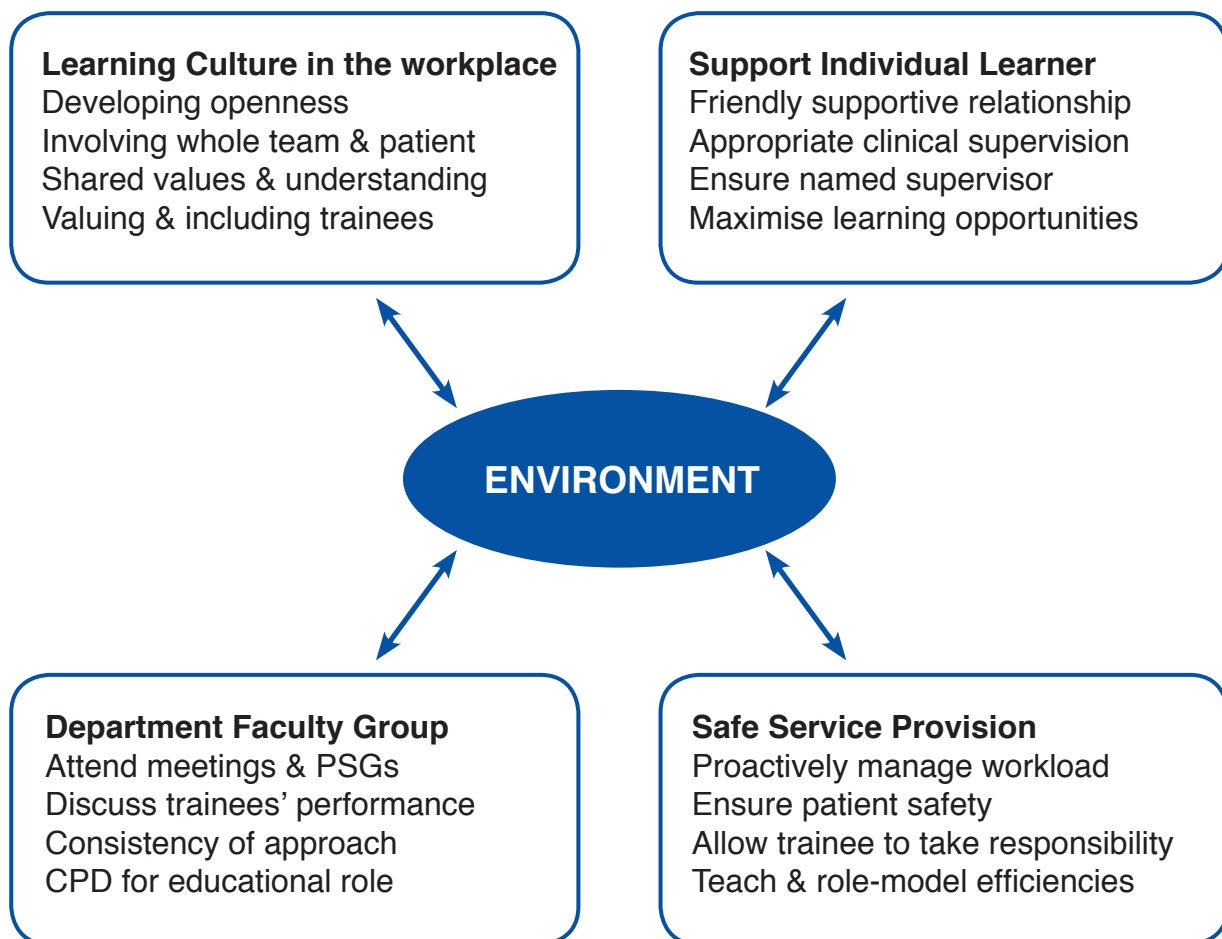 Learning Culture in the workplace
Developing openness
Involving whole team & patient
Shared values & understanding
Valuing & including trainees
Support Individual Learner
Friendly supportive relationship
Appropriate clinical supervision
Ensure named supervisor
Maximise learning opportunities
ENVIRONMENT
Department Faculty Group
Attend meetings & PSGs
Discuss trainees’ performance
Consistency of approach
CPD for educational role
Safe Service Provision
Proactively manage workload
Ensure patient safety
Allow trainee to take responsibility
Teach & role-model efficiencies